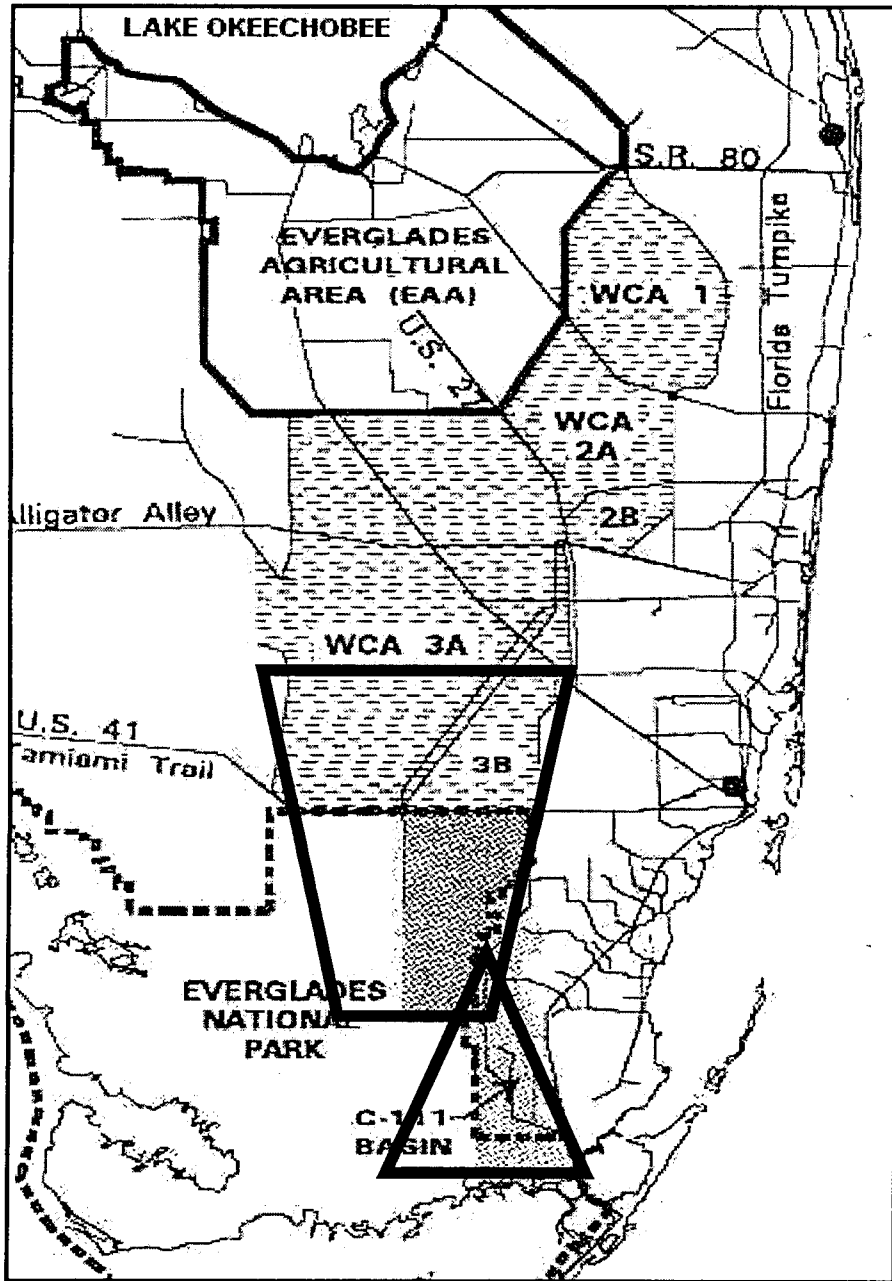 LAKE OKEECHOBEE
S.R. 80
EVERGLADES
AGRICULTURAL
AREA (EAA)
WCA 1
Florida Turnpike
U.S. 27
WCA
2A
2B
Alligator Alley
WCA 3A
U.S. 41
amiami Trail
3B
EVERGLADES
NATIONAL
PARK
C-111
BASIN